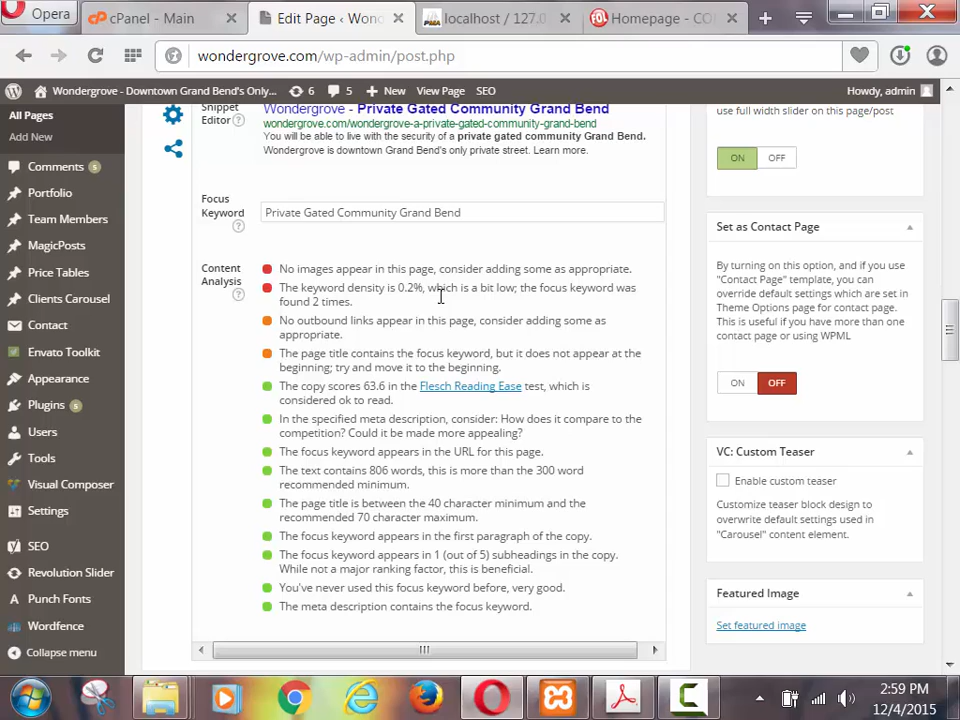 Opera
cPanel - Main
Edit Page ‹ Won
localhost / 127.0
Homepage - CO
wondergrove.com/wp-admin/post.php
Wondergrove - Downtown Grand Bend's Only...
6
5
New
View Page
SEO
Howdy, admin
All Pages
Add New
Comments 5
Portfolio
Team Members
MagicPosts
Price Tables
Clients Carousel
Contact
Envato Toolkit
Appearance
Plugins 5
Users
Tools
Visual Composer
Settings
SEO
Revolution Slider
Punch Fonts
Wordfence
Collapse menu
Snippet
Editor
?
Wondergrove - Private Gated Community Grand Bend
wondergrove.com/wondergrove-a-private-gated-community-grand-bend
You will be able to live with the security of a private gated community Grand Bend.
Wondergrove is downtown Grand Bend's only private street. Learn more.
Focus
Keyword
?
Private Gated Community Grand Bend
Content
Analysis
?
No images appear in this page, consider adding some as appropriate.
The keyword density is 0.2%, which is a bit low; the focus keyword was
found 2 times.
No outbound links appear in this page, consider adding some as
appropriate.
The page title contains the focus keyword, but it does not appear at the
beginning; try and move it to the beginning.
The copy scores 63.6 in the Flesch Reading Ease test, which is
considered ok to read.
In the specified meta description, consider: How does it compare to the
competition? Could it be made more appealing?
The focus keyword appears in the URL for this page.
The text contains 806 words, this is more than the 300 word
recommended minimum.
The page title is between the 40 character minimum and the
recommended 70 character maximum.
The focus keyword appears in the first paragraph of the copy.
The focus keyword appears in 1 (out of 5) subheadings in the copy.
While not a major ranking factor, this is beneficial.
You've never used this focus keyword before, very good.
The meta description contains the focus keyword.
use full width slider on this page/post
ON
OFF
Set as Contact Page
By turning on this option, and if you use
"Contact Page" template, you can
override default settings which are set in
Theme Options page for contact page.
This is useful if you have more than one
contact page or using WPML
ON
OFF
VC: Custom Teaser
Enable custom teaser
Customize teaser block design to
overwrite default settings used in
"Carousel" content element.
Featured Image
Set featured image
2:59 PM
12/4/2015